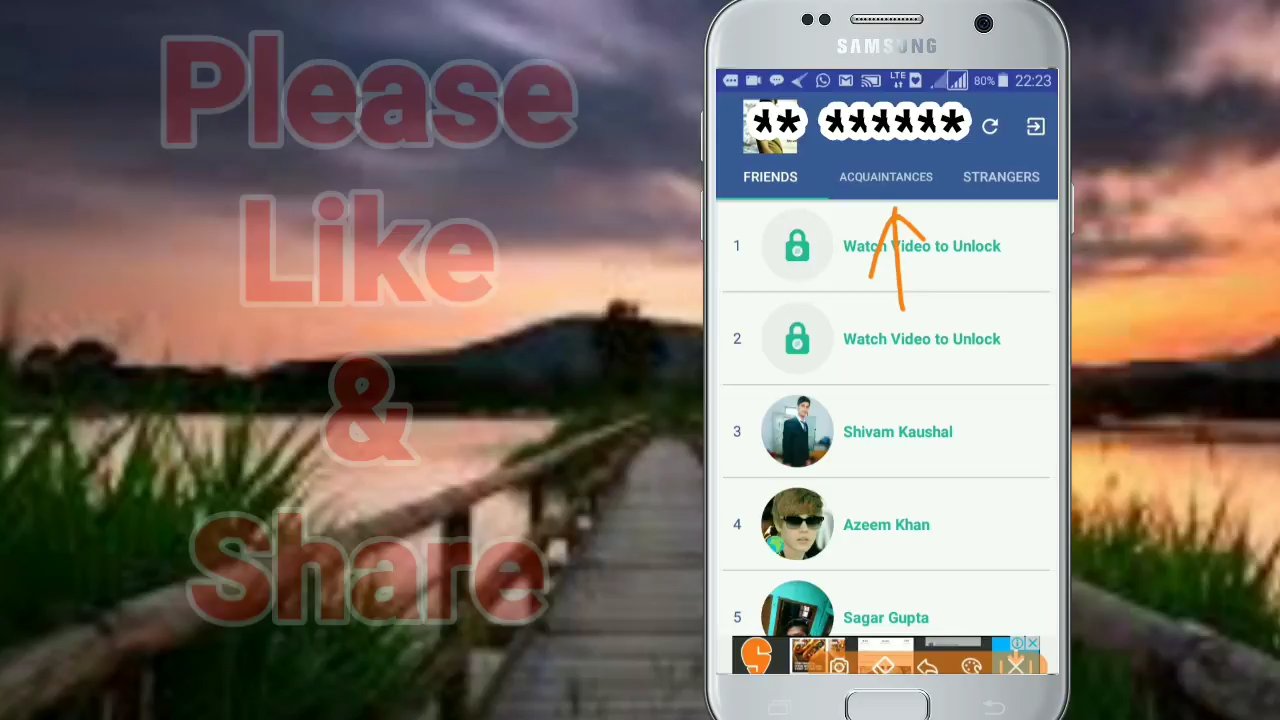 Please
Like
&
Share
SAMSUNG
LTE 80% 22:23
** ******
FRIENDS ACQUAINTANCES STRANGERS
1 Watch Video to Unlock
2 Watch Video to Unlock
3 Shivam Kaushal
4 Azeem Khan
5 Sagar Gupta